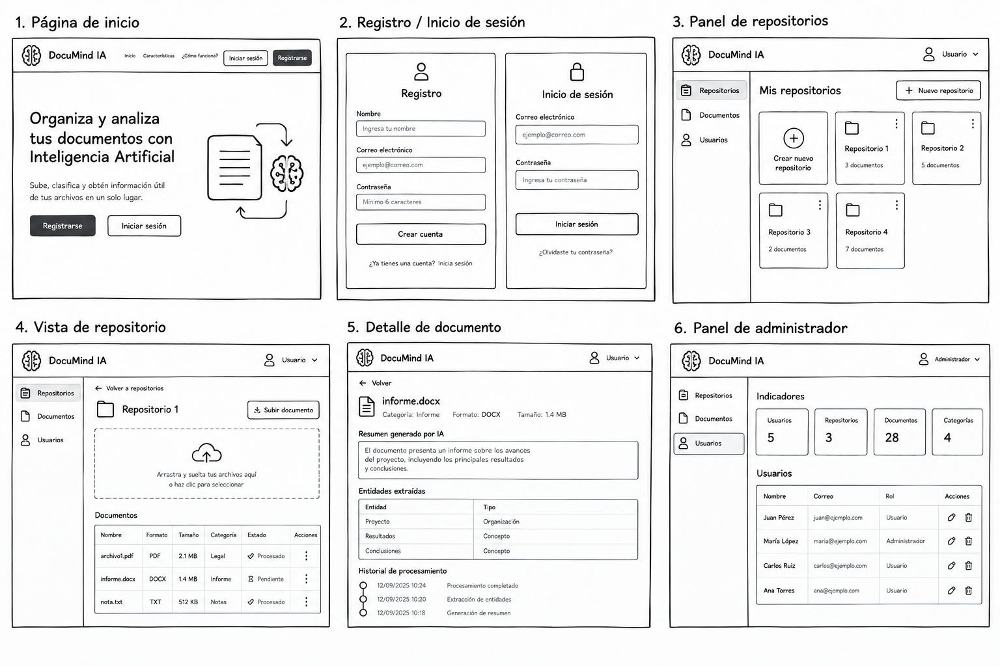 1. Página de inicio
DocuMind IA
Inicio
Características
¿Cómo funciona?
Iniciar sesión
Registrarse
Organiza y analiza
tus documentos con
Inteligencia Artificial
Sube, clasifica y obtén información útil
de tus archivos en un solo lugar.
Registrarse
Iniciar sesión
2. Registro / Inicio de sesión
Registro
Nombre
Ingresa tu nombre
Correo electrónico
ejemplo@correo.com
Contraseña
Minimo 6 caracteres
Crear cuenta
¿Ya tienes una cuenta? Inicia sesión
Inicio de sesión
Correo electrónico
ejemplo@correo.com
Contraseña
Ingresa tu contraseña
Iniciar sesión
¿Olvidaste tu contraseña?
3. Panel de repositorios
DocuMind IA
Usuario
Repositorios
Documentos
Usuarios
Mis repositorios
+ Nuevo repositorio
Crear nuevo
repositorio
Repositorio 1
3 documentos
Repositorio 2
5 documentos
Repositorio 3
2 documentos
Repositorio 4
7 documentos
4. Vista de repositorio
DocuMind IA
Usuario
Repositorios
Documentos
Usuarios
← Volver a repositorios
Repositorio 1
Subir documento
Arrastra y suelta tus archivos aquí
o haz clic para seleccionar
Documentos
Nombre Formato Tamaño Categoría Estado Acciones
archivo1.pdf PDF 2.1 MB Legal Procesado
informe.docx DOCX 1.4 MB Informe Pendiente
nota.txt TXT 512 KB Notas Procesado
5. Detalle de documento
DocuMind IA
Usuario
← Volver
informe.docx
Categoría: Informe Formato: DOCX Tamaño: 1.4 MB
Resumen generado por IA
El documento presenta un informe sobre los avances
del proyecto, incluyendo los principales resultados
y conclusiones.
Entidades extraídas
Entidad Tipo
Proyecto Organización
Resultados Concepto
Conclusiones Concepto
Historial de procesamiento
12/09/2025 10:24 Procesamiento completado
12/09/2025 10:20 Extracción de entidades
12/09/2025 10:18 Generación de resumen
6. Panel de administrador
DocuMind IA
Administrador
Repositorios
Documentos
Usuarios
Indicadores
Usuarios
5
Repositorios
3
Documentos
28
Categorías
4
Usuarios
Nombre Correo Rol Acciones
Juan Pérez juan@ejemplo.com Usuario
María López maria@ejemplo.com Administrador
Carlos Ruiz carlos@ejemplo.com Usuario
Ana Torres ana@ejemplo.com Usuario